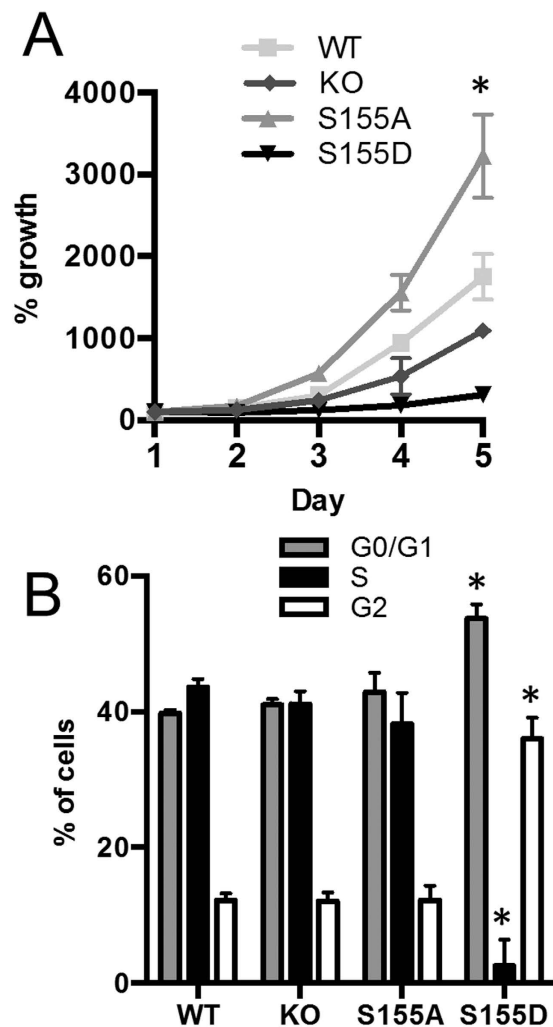 A
WT
KO
S155A
S155D
*
4000
3000
2000
1000
0
% growth
1 2 3 4 5
Day
B
G0/G1
S
G2
60
40
20
0
% of cells
*
*
*
WT KO S155A S155D